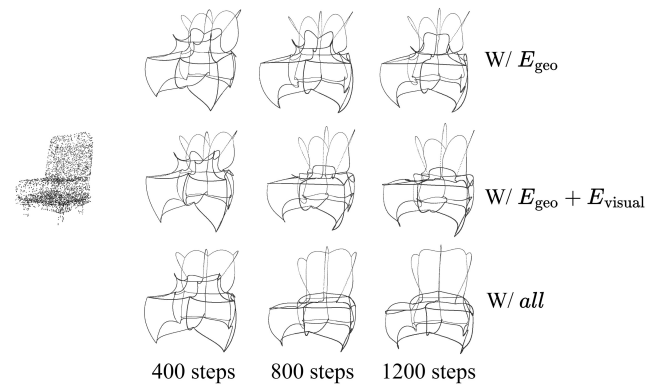 W/ E_geo
W/ E_geo + E_visual
W/ all
400 steps 800 steps 1200 steps